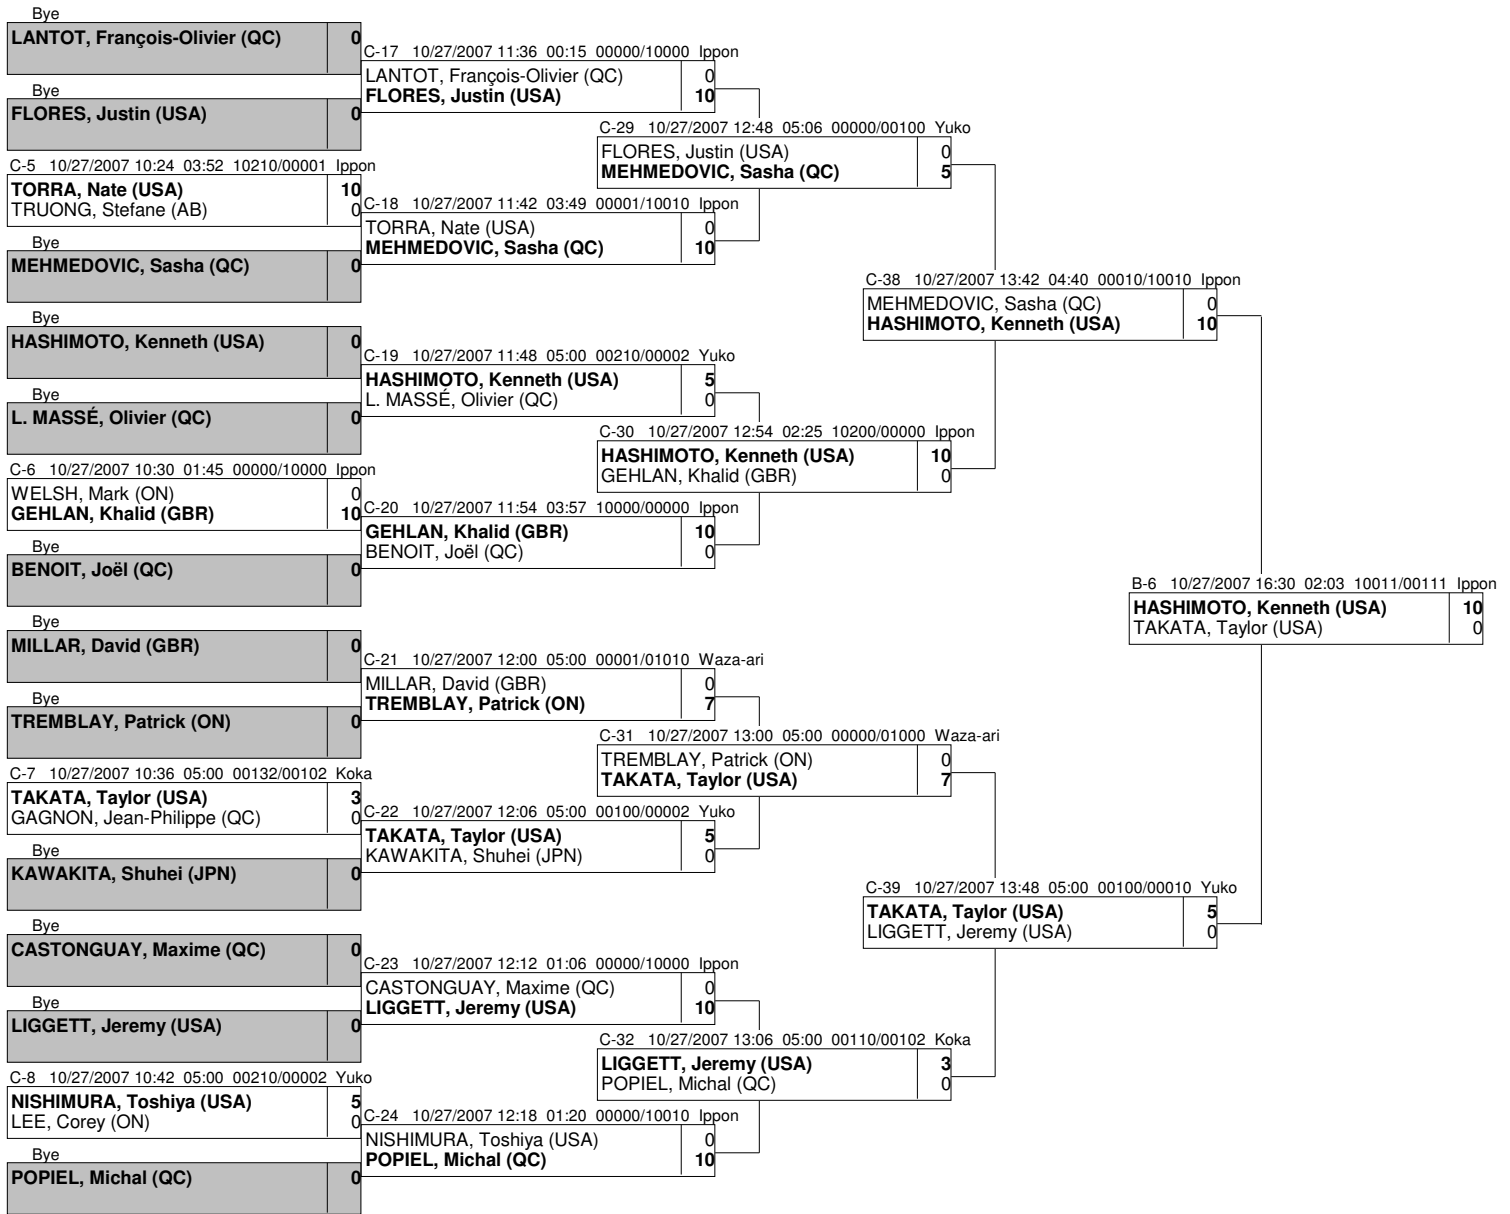 Bye
LANTOT, François-Olivier (QC) 0
Bye
FLORES, Justin (USA) 0
C-5 10/27/2007 10:24 03:52 10210/00001 Ippon
TORRA, Nate (USA) 10
TRUONG, Stefane (AB) 0
Bye
MEHMEDOVIC, Sasha (QC) 0
Bye
HASHIMOTO, Kenneth (USA) 0
Bye
L. MASSÉ, Olivier (QC) 0
C-6 10/27/2007 10:30 01:45 00000/10000 Ippon
WELSH, Mark (ON) 0
GEHLAN, Khalid (GBR) 10
Bye
BENOIT, Joël (QC) 0
Bye
MILLAR, David (GBR) 0
Bye
TREMBLAY, Patrick (ON) 0
C-7 10/27/2007 10:36 05:00 00132/00102 Koka
TAKATA, Taylor (USA) 3
GAGNON, Jean-Philippe (QC) 0
Bye
KAWAKITA, Shuhei (JPN) 0
Bye
CASTONGUAY, Maxime (QC) 0
Bye
LIGGETT, Jeremy (USA) 0
C-8 10/27/2007 10:42 05:00 00210/00002 Yuko
NISHIMURA, Toshiya (USA) 5
LEE, Corey (ON) 0
Bye
POPIEL, Michal (QC) 0
C-17 10/27/2007 11:36 00:15 00000/10000 Ippon
LANTOT, François-Olivier (QC) 0
FLORES, Justin (USA) 10
C-18 10/27/2007 11:42 03:49 00001/10010 Ippon
TORRA, Nate (USA) 0
MEHMEDOVIC, Sasha (QC) 10
C-19 10/27/2007 11:48 05:00 00210/00002 Yuko
HASHIMOTO, Kenneth (USA) 5
L. MASSÉ, Olivier (QC) 0
C-20 10/27/2007 11:54 03:57 10000/00000 Ippon
GEHLAN, Khalid (GBR) 10
BENOIT, Joël (QC) 0
C-21 10/27/2007 12:00 05:00 00001/01010 Waza-ari
MILLAR, David (GBR) 0
TREMBLAY, Patrick (ON) 7
C-22 10/27/2007 12:06 05:00 00100/00002 Yuko
TAKATA, Taylor (USA) 5
KAWAKITA, Shuhei (JPN) 0
C-23 10/27/2007 12:12 01:06 00000/10000 Ippon
CASTONGUAY, Maxime (QC) 0
LIGGETT, Jeremy (USA) 10
C-24 10/27/2007 12:18 01:20 00000/10010 Ippon
NISHIMURA, Toshiya (USA) 0
POPIEL, Michal (QC) 10
C-29 10/27/2007 12:48 05:06 00000/00100 Yuko
FLORES, Justin (USA) 0
MEHMEDOVIC, Sasha (QC) 5
C-30 10/27/2007 12:54 02:25 10200/00000 Ippon
HASHIMOTO, Kenneth (USA) 10
GEHLAN, Khalid (GBR) 0
C-31 10/27/2007 13:00 05:00 00000/01000 Waza-ari
TREMBLAY, Patrick (ON) 0
TAKATA, Taylor (USA) 7
C-32 10/27/2007 13:06 05:00 00110/00102 Koka
LIGGETT, Jeremy (USA) 3
POPIEL, Michal (QC) 0
C-38 10/27/2007 13:42 04:40 00010/10010 Ippon
MEHMEDOVIC, Sasha (QC) 0
HASHIMOTO, Kenneth (USA) 10
C-39 10/27/2007 13:48 05:00 00100/00010 Yuko
TAKATA, Taylor (USA) 5
LIGGETT, Jeremy (USA) 0
B-6 10/27/2007 16:30 02:03 10011/00111 Ippon
HASHIMOTO, Kenneth (USA) 10
TAKATA, Taylor (USA) 0